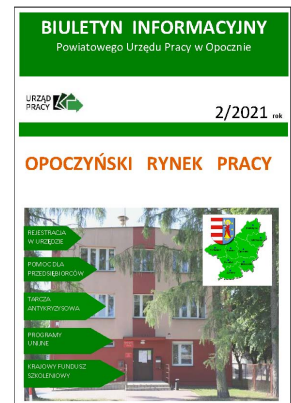 BIULETYN INFORMACYJNY
Powiatowego Urzędu Pracy w Opocznie
URZĄD
PRACY
2/2021 rok
OPOCZYŃSKI RYNEK PRACY
REJESTRACJA
W URZĘDZIE
POMOC DLA
PRZEDSIĘBIORCÓW
TARCZA
ANTYKRYZYSOWA
PROGRAMY
UNIJNE
KRAJOWY FUNDUSZ
SZKOLENIOWY